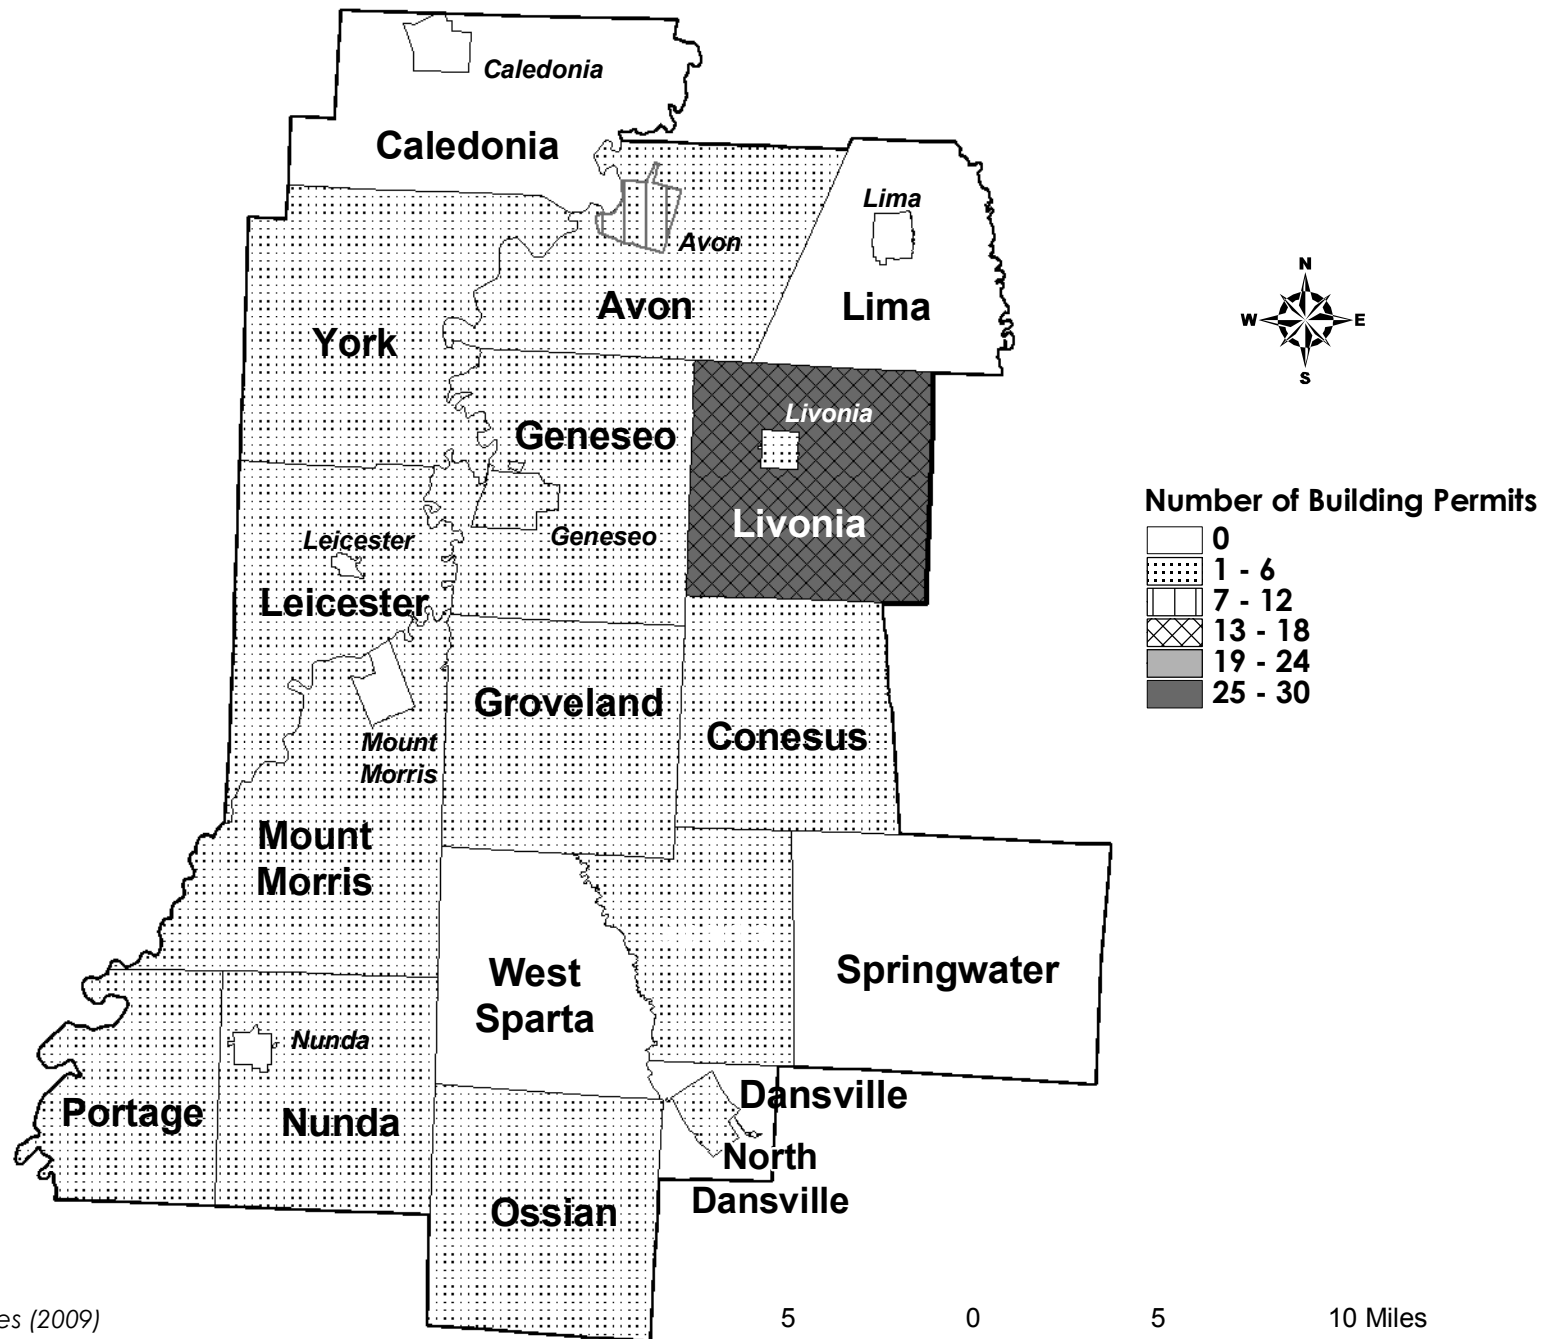 Caledonia
Caledonia
Lima
Avon
Avon
Lima
York
N
W
E
S
Livonia
Geneseo
Livonia
Geneseo
Leicester
Leicester
Number of Building Permits
0
1 - 6
7 - 12
13 - 18
19 - 24
25 - 30
Groveland
Conesus
Mount
Morris
Mount
Morris
West
Sparta
Springwater
Nunda
Portage
Nunda
Dansville
North
Dansville
Ossian
es (2009)
5 0 5 10 Miles